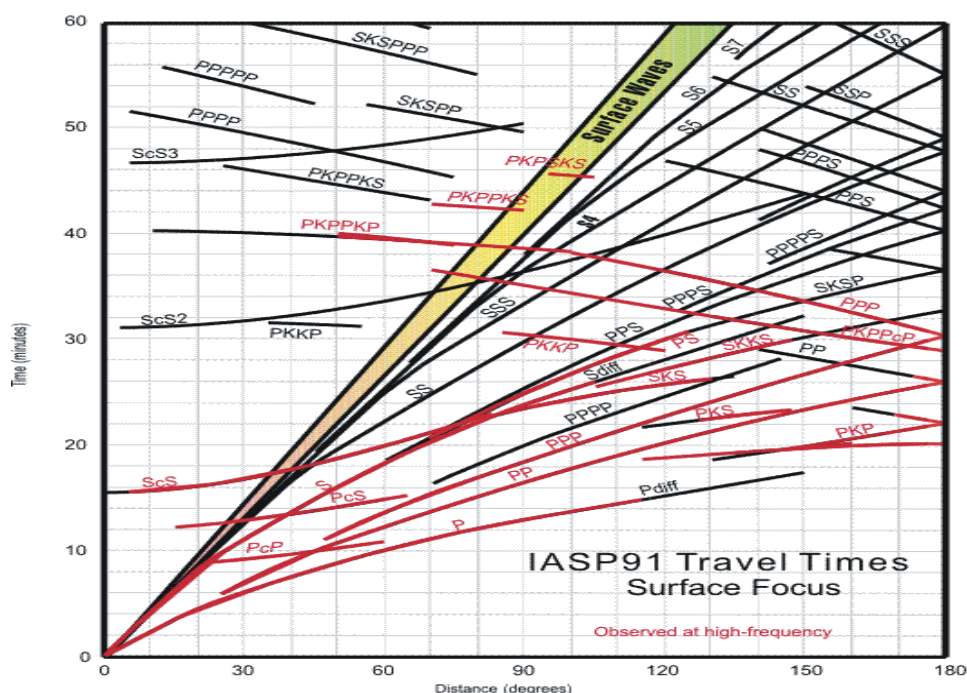 60
50
40
30
20
10
0
Time (minutes)
0
30
60
90
120
150
180
Distance (degrees)
SKSPPP
PPPPP
SKSPP
PPPP
ScS3
PKPPKS
PKPSKS
PKPPKS
PKPPKP
ScS2
PKKP
Surface Waves
S7
S6
S5
S4
SSS
SS
SSP
PPPS
PPS
PPPPS
SKSP
PPP
PKPPcP
PP
SSS
PPPS
PPS
PS
SKKS
PKKP
Sdiff
SKS
SS
PPPP
PKS
PKP
PPP
PP
Pdiff
ScS
S
PcS
P
PcP
IASP91 Travel Times
Surface Focus
Observed at high-frequency